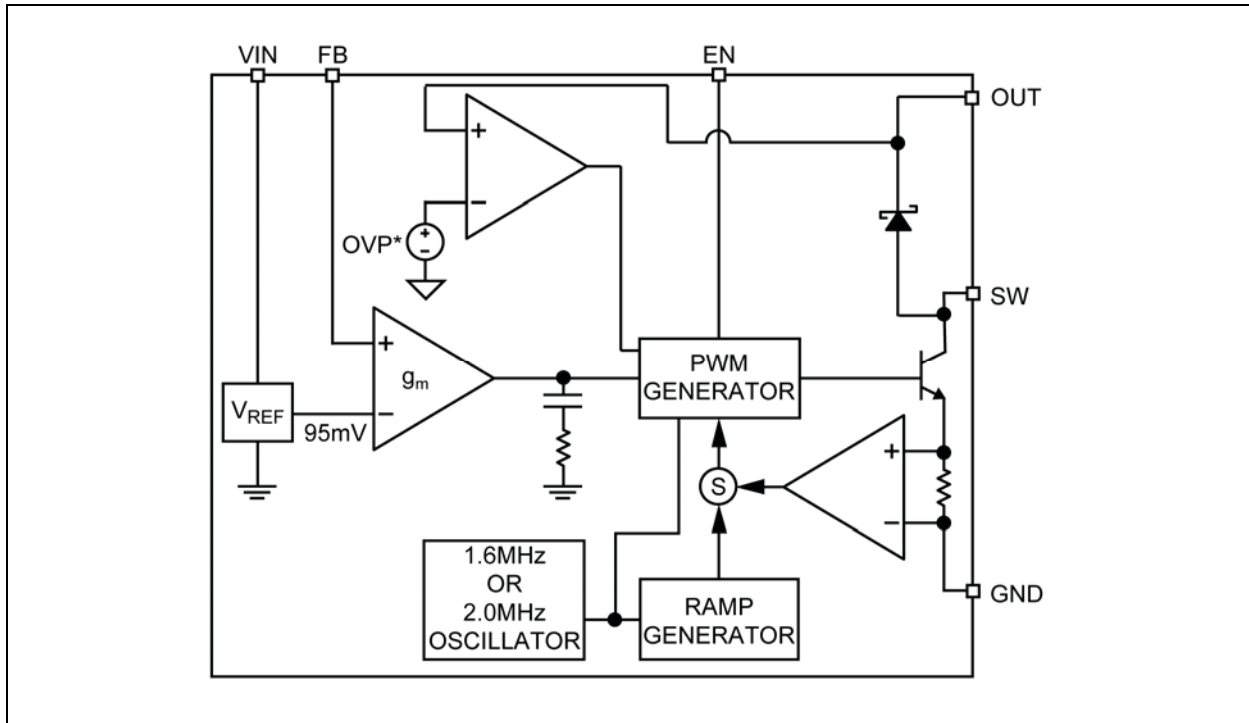 VIN
FB
EN
OUT
+
−
OVP*
+
−
SW
+
gm
−
VREF
95mV
PWM
GENERATOR
+
−
S
1.6MHz
OR
2.0MHz
OSCILLATOR
RAMP
GENERATOR
GND